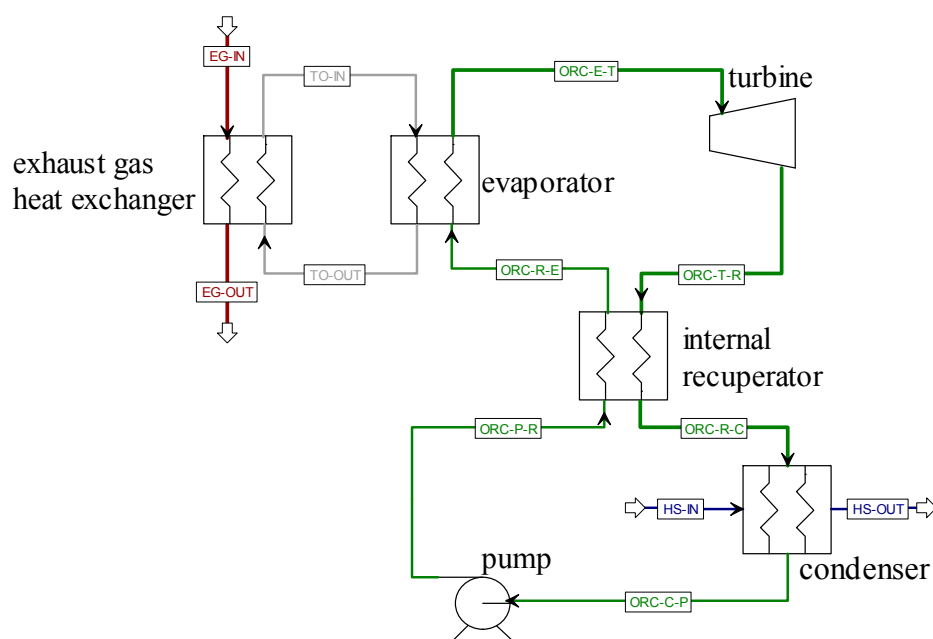 EG-IN
TO-IN
ORC-E-T
turbine
exhaust gas
heat exchanger
evaporator
TO-OUT
ORC-R-E
ORC-T-R
EG-OUT
internal
recuperator
ORC-P-R
ORC-R-C
HS-IN
HS-OUT
pump
condenser
ORC-C-P